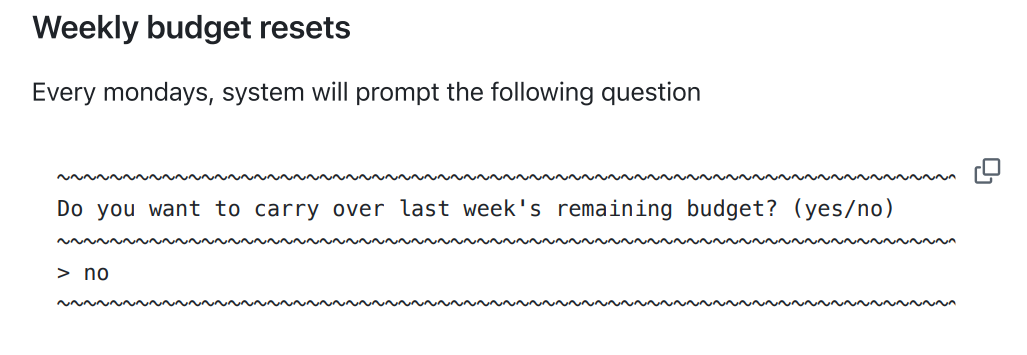 Weekly budget resets
Every mondays, system will prompt the following question
~~~~~~~~~~~~~~~~~~~~~~~~~~~~~~~~~~~~~~~~~~~~~~~~~~~~~~~~~~~~~~~~~~~~~
Do you want to carry over last week's remaining budget? (yes/no)
~~~~~~~~~~~~~~~~~~~~~~~~~~~~~~~~~~~~~~~~~~~~~~~~~~~~~~~~~~~~~~~~~~~~~
> no
~~~~~~~~~~~~~~~~~~~~~~~~~~~~~~~~~~~~~~~~~~~~~~~~~~~~~~~~~~~~~~~~~~~~~